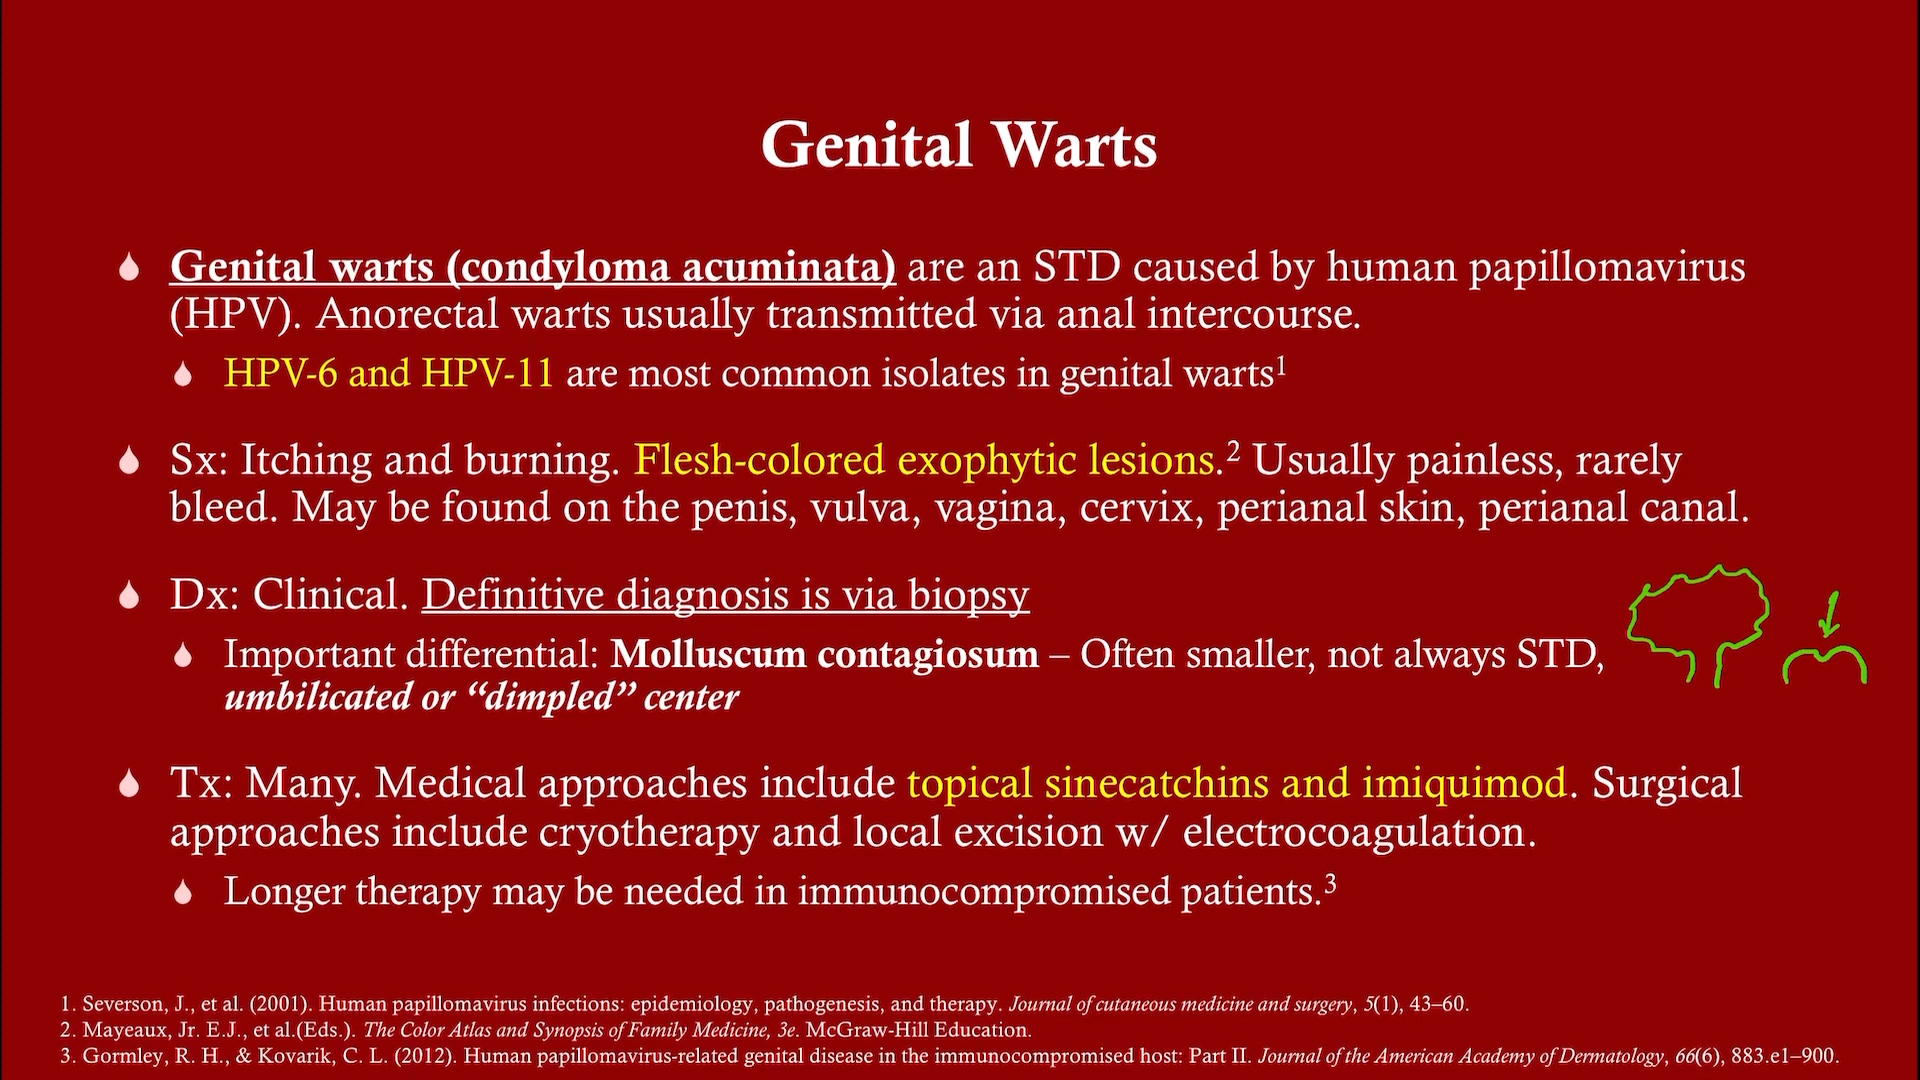 Genital Warts
Genital warts (condyloma acuminata) are an STD caused by human papillomavirus
(HPV). Anorectal warts usually transmitted via anal intercourse.
HPV-6 and HPV-11 are most common isolates in genital warts¹
Sx: Itching and burning. Flesh-colored exophytic lesions.² Usually painless, rarely
bleed. May be found on the penis, vulva, vagina, cervix, perianal skin, perianal canal.
Dx: Clinical. Definitive diagnosis is via biopsy
Important differential: Molluscum contagiosum – Often smaller, not always STD,
umbilicated or “dimpled” center
Tx: Many. Medical approaches include topical sinecatchins and imiquimod. Surgical
approaches include cryotherapy and local excision w/ electrocoagulation.
Longer therapy may be needed in immunocompromised patients.³
1. Severson, J., et al. (2001). Human papillomavirus infections: epidemiology, pathogenesis, and therapy. Journal of cutaneous medicine and surgery, 5(1), 43–60.
2. Mayeaux, Jr. E.J., et al.(Eds.). The Color Atlas and Synopsis of Family Medicine, 3e. McGraw-Hill Education.
3. Gormley, R. H., & Kovarik, C. L. (2012). Human papillomavirus-related genital disease in the immunocompromised host: Part II. Journal of the American Academy of Dermatology, 66(6), 883.e1–900.